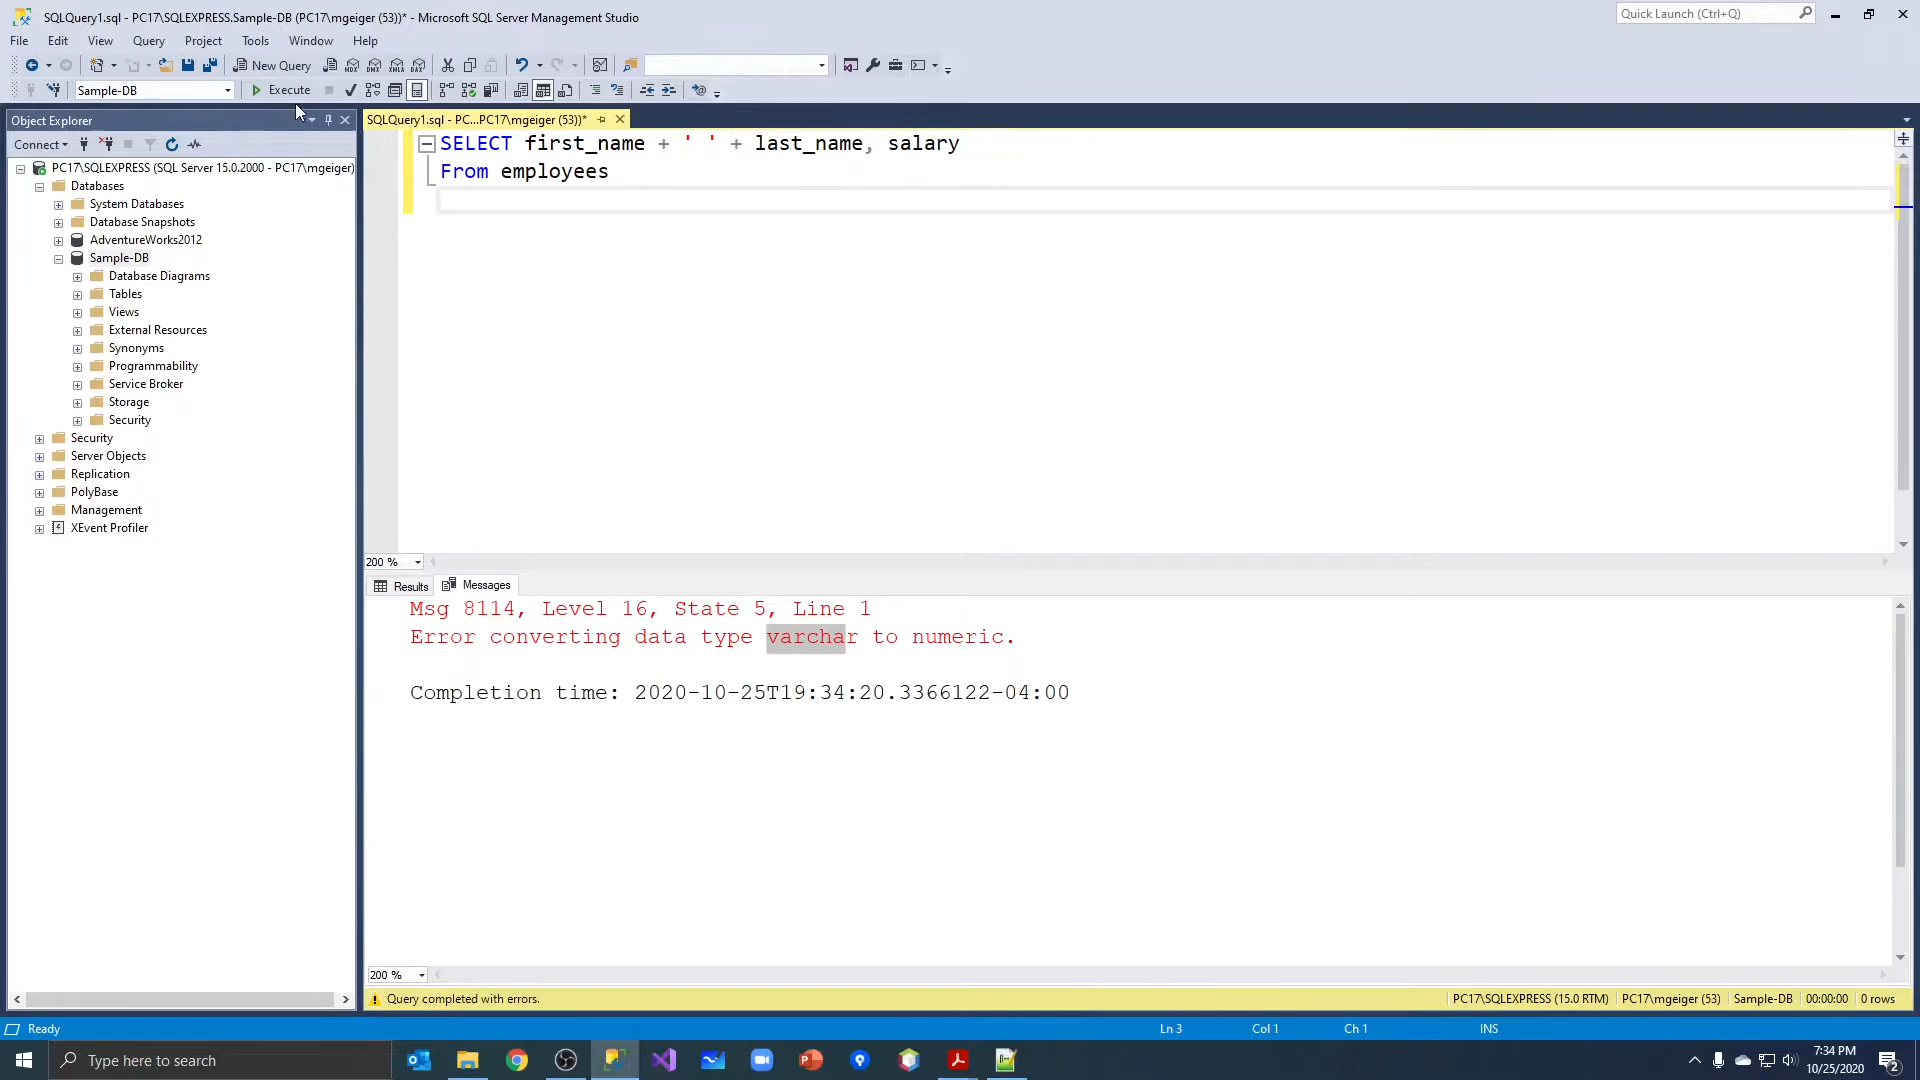 SQLQuery1.sql - PC17\SQLEXPRESS.Sample-DB (PC17\mgeiger (53))* - Microsoft SQL Server Management Studio
Quick Launch (Ctrl+Q)
File Edit View Query Project Tools Window Help
New Query
MDX DMX XMLA DAX
Sample-DB
Execute
Object Explorer
SQLQuery1.sql - PC...PC17\mgeiger (53))*
Connect
PC17\SQLEXPRESS (SQL Server 15.0.2000 - PC17\mgeiger)
Databases
System Databases
Database Snapshots
AdventureWorks2012
Sample-DB
Database Diagrams
Tables
Views
External Resources
Synonyms
Programmability
Service Broker
Storage
Security
Security
Server Objects
Replication
PolyBase
Management
XEvent Profiler
SELECT first_name + ' ' + last_name, salary
From employees
200 %
Results Messages
Msg 8114, Level 16, State 5, Line 1
Error converting data type varchar to numeric.
Completion time: 2020-10-25T19:34:20.3366122-04:00
200 %
Query completed with errors.
PC17\SQLEXPRESS (15.0 RTM) PC17\mgeiger (53) Sample-DB 00:00:00 0 rows
Ready
Ln 3 Col 1 Ch 1 INS
Type here to search
7:34 PM
10/25/2020
2